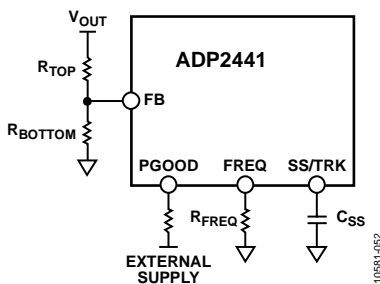 VOUT
RTOP
ADP2441
FB
RBOTTOM
PGOOD FREQ SS/TRK
RFREQ
CSS
EXTERNAL
SUPPLY
10581-052